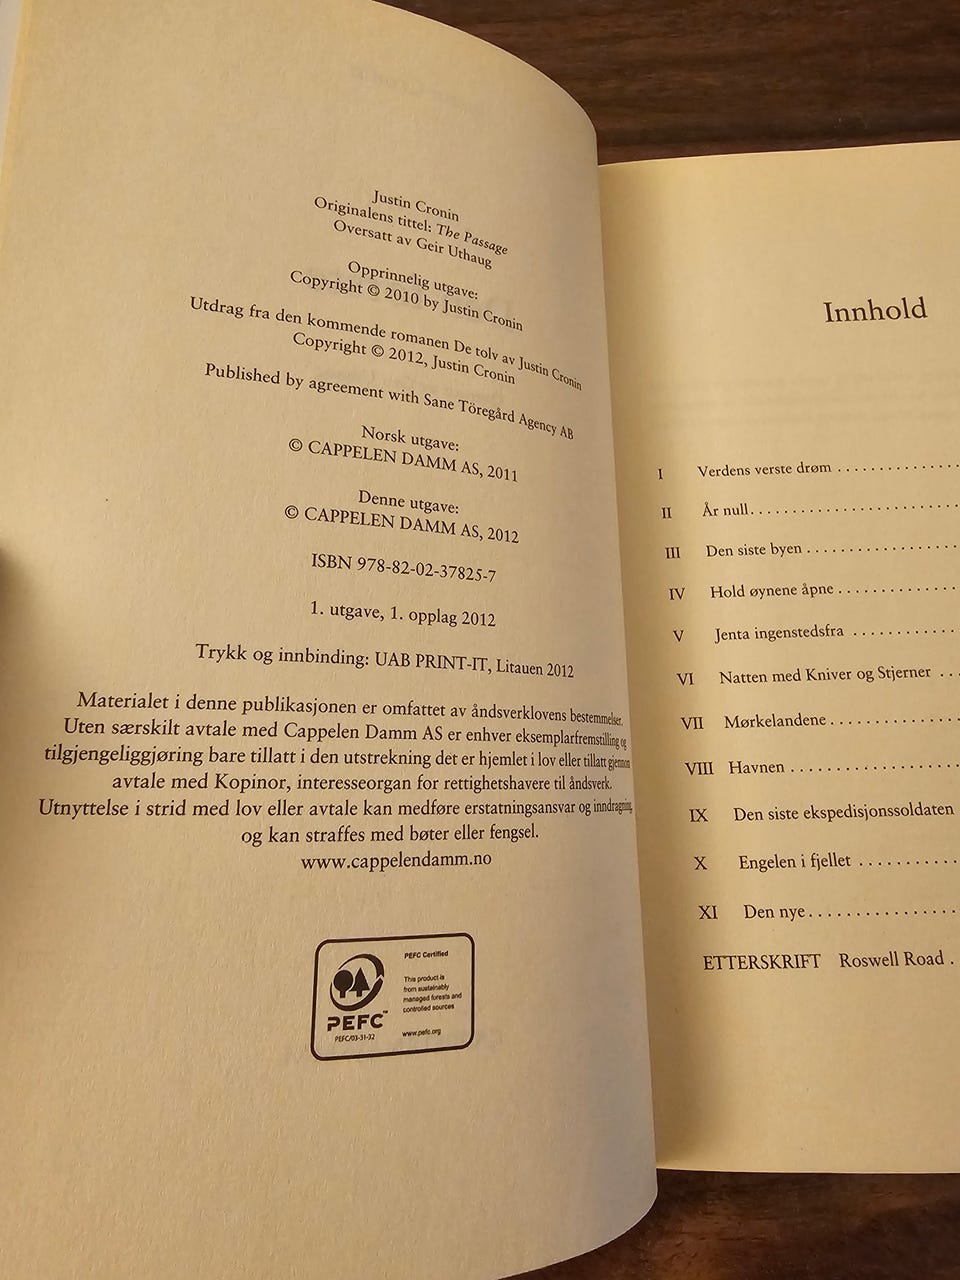 Justin Cronin
Originalens tittel: The Passage
Oversatt av Geir Uthaug
Opprinnelig utgave:
Copyright © 2010 by Justin Cronin
Utdrag fra den kommende romanen De tolv av Justin Cronin
Copyright © 2012, Justin Cronin
Published by agreement with Sane Töregård Agency AB
Norsk utgave:
© CAPPELEN DAMM AS, 2011
Denne utgave:
© CAPPELEN DAMM AS, 2012
ISBN 978-82-02-37825-7
1. utgave, 1. opplag 2012
Trykk og innbinding: UAB PRINT-IT, Litauen 2012
Materialet i denne publikasjonen er omfattet av åndsverklovens bestemmelser.
Uten særskilt avtale med Cappelen Damm AS er enhver eksemplarfremstilling og
tilgjengeliggjøring bare tillatt i den utstrekning det er hjemlet i lov eller tillatt gjennom
avtale med Kopinor, interesseorgan for rettighetshavere til åndsverk.
Utnyttelse i strid med lov eller avtale kan medføre erstatningsansvar og inndragning,
og kan straffes med bøter eller fengsel.
www.cappelendamm.no
PEFC™
PEFC/03-31-32
PEFC Certified
This product is
from sustainably
managed forests and
controlled sources
www.pefc.org
Innhold
I Verdens verste drøm . . . . . . . . . . . . . .
II År null. . . . . . . . . . . . . . . . . . . . . . . .
III Den siste byen . . . . . . . . . . . . . . . . .
IV Hold øynene åpne . . . . . . . . . . . . . .
V Jenta ingenstedsfra . . . . . . . . . . . .
VI Natten med Kniver og Stjerner . . .
VII Mørkelandene . . . . . . . . . . . . . . .
VIII Havnen . . . . . . . . . . . . . . . . . . .
IX Den siste ekspedisjonssoldaten
X Engelen i fjellet . . . . . . . . . . . .
XI Den nye . . . . . . . . . . . . . . . . .
ETTERSKRIFT Roswell Road .